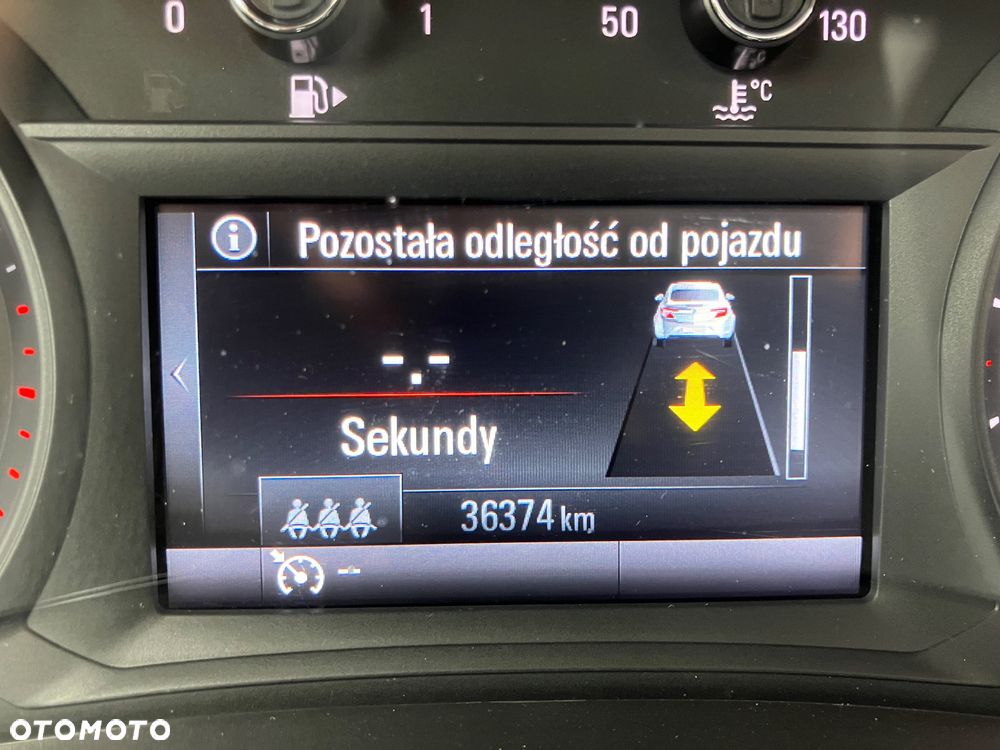 0 1 50 130
°C
Pozostała odległość od pojazdu
-.-
Sekundy
36374 km
--
OTOMOTO